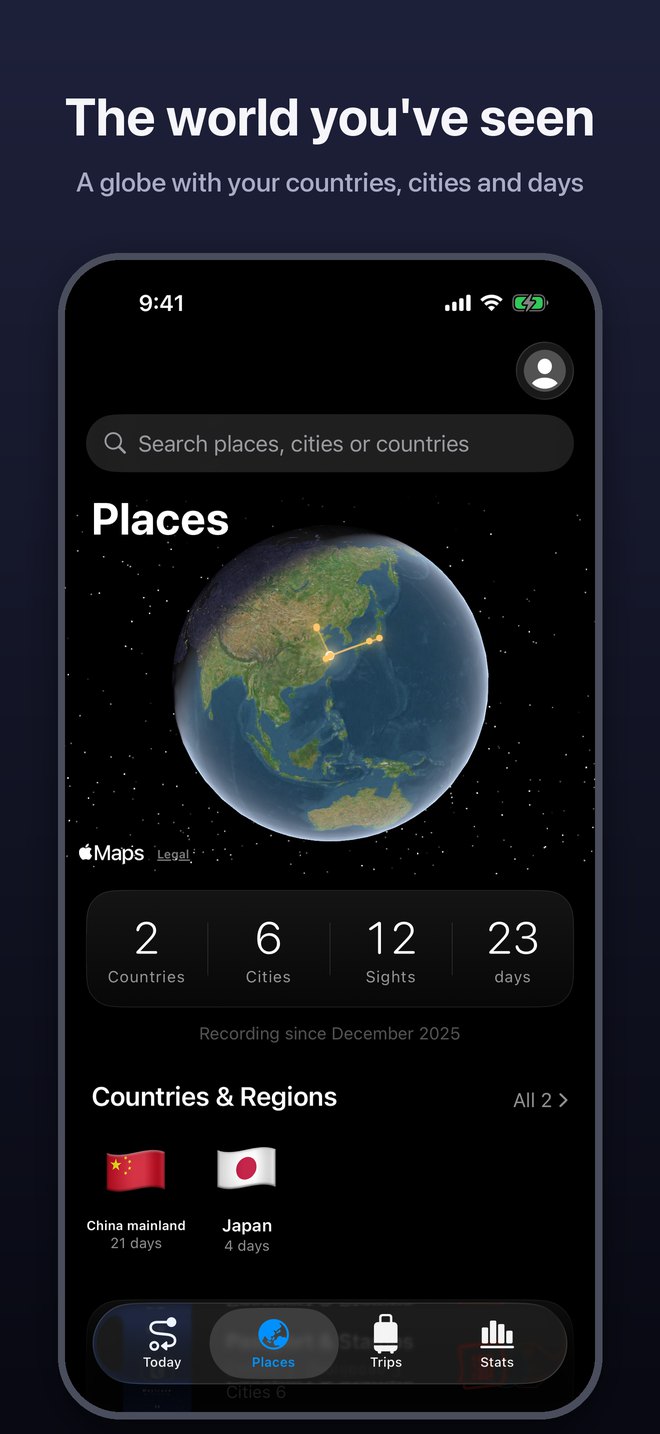 The world you've seen
A globe with your countries, cities and days
9:41
Search places, cities or countries
Places
Maps Legal
2 6 12 23
Countries Cities Sights days
Recording since December 2025
Countries & Regions All 2
China mainland Japan
21 days 4 days
Today Places Trips Stats
Cities 6